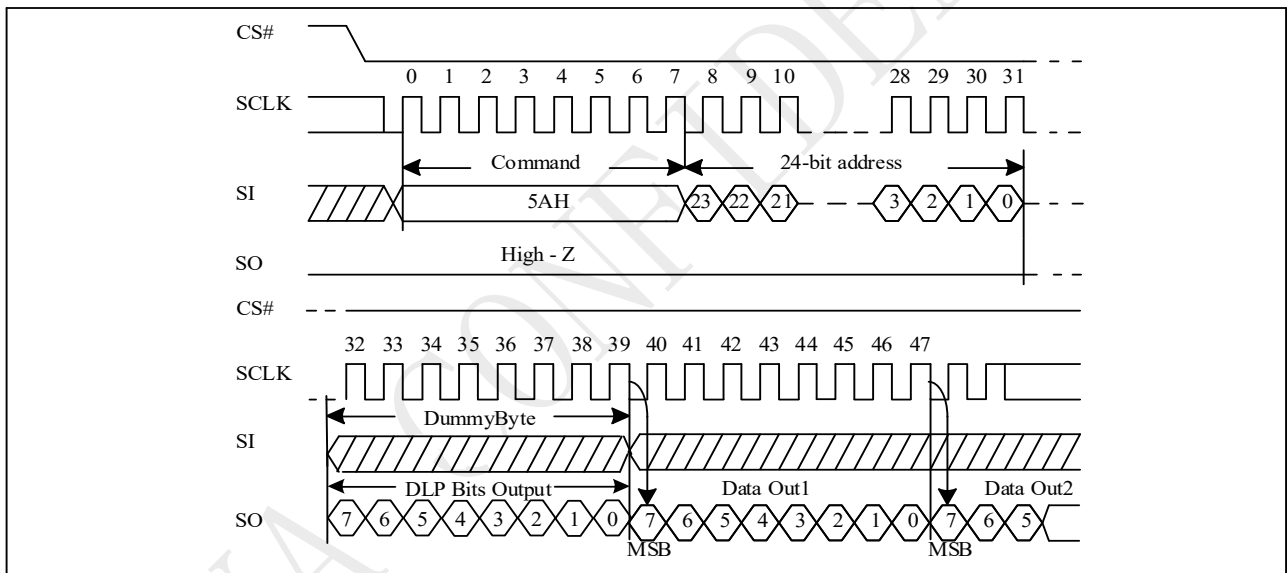 CS#
0 1 2 3 4 5 6 7 8 9 10 28 29 30 31
SCLK
Command 24-bit address
SI 5AH 23 22 21 3 2 1 0
High - Z
SO
CS#
32 33 34 35 36 37 38 39 40 41 42 43 44 45 46 47
SCLK
DummyByte
SI
DLP Bits Output Data Out1 Data Out2
SO 7 6 5 4 3 2 1 0 7 6 5 4 3 2 1 0 7 6 5
MSB MSB